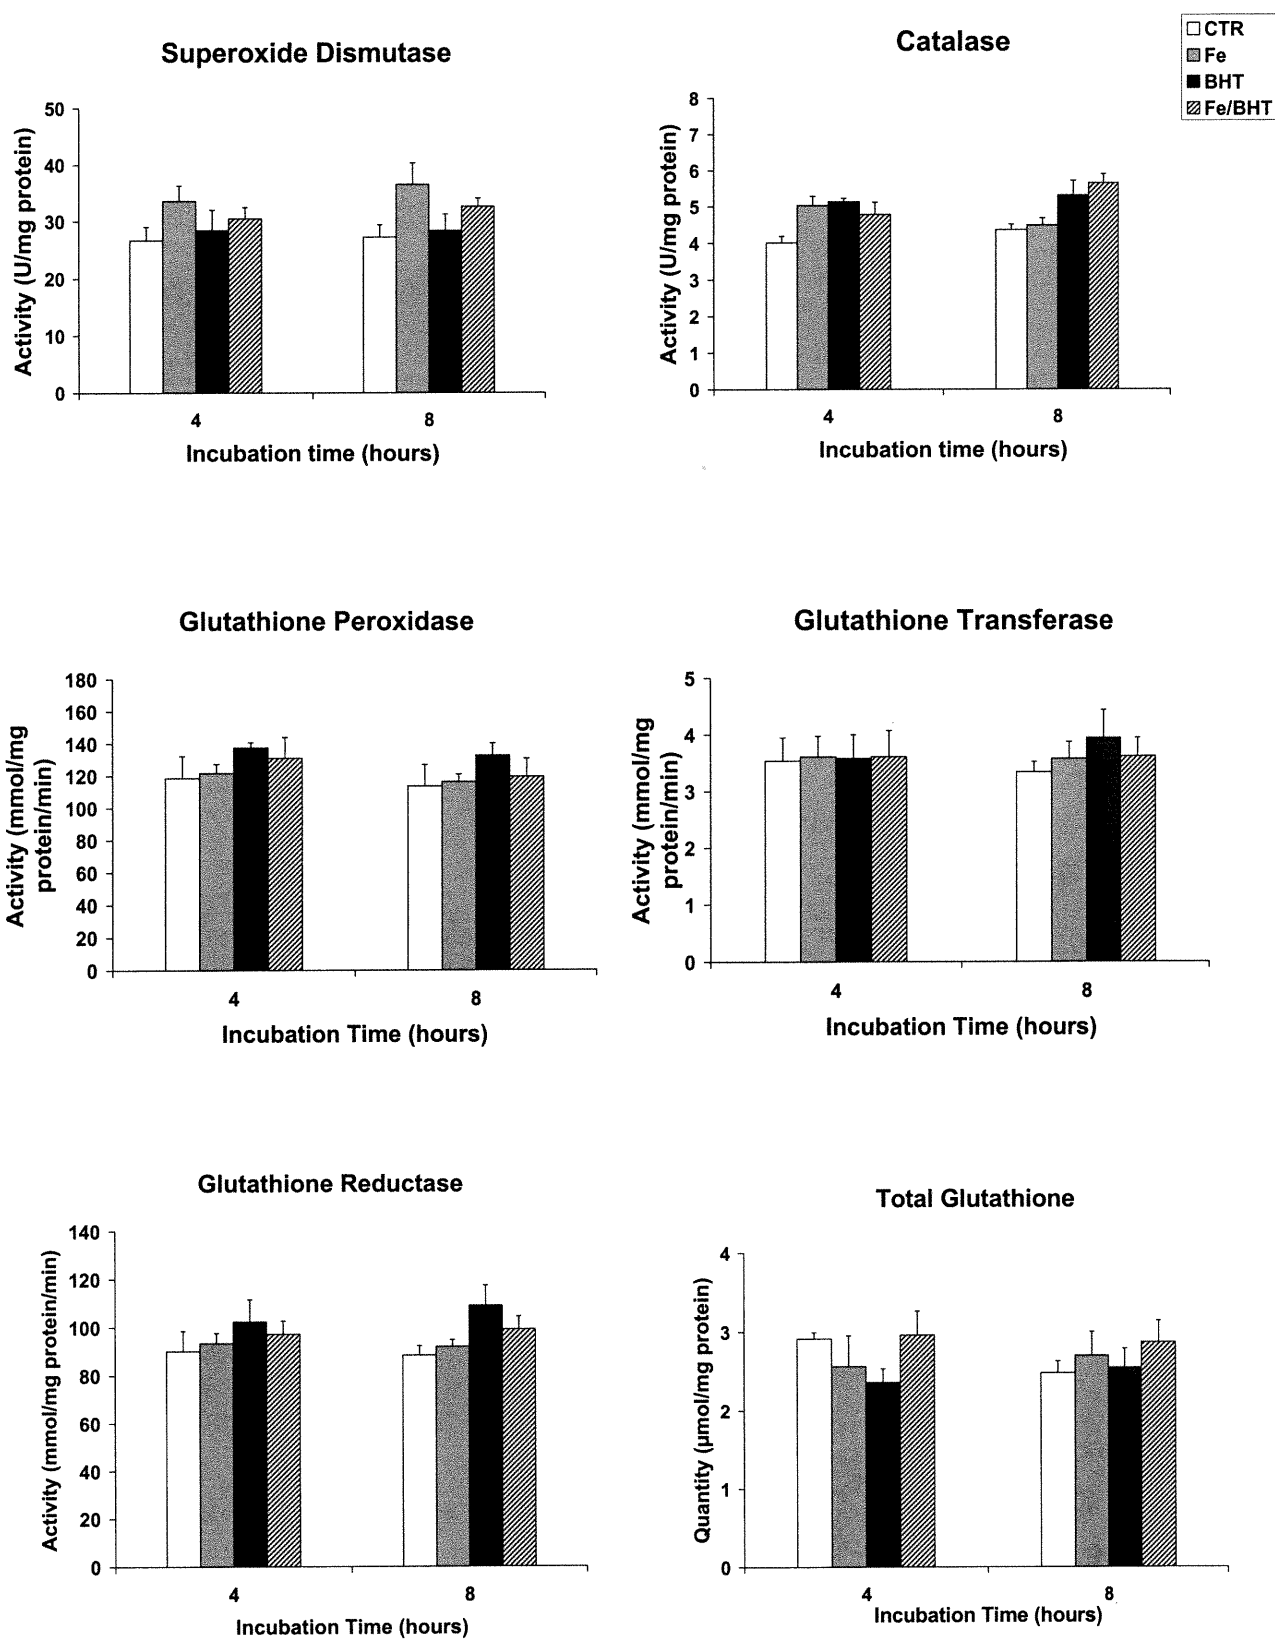 Superoxide Dismutase
Activity (U/mg protein)
50
40
30
20
10
0
4
8
Incubation time (hours)
Catalase
CTR
Fe
BHT
Fe/BHT
Activity (U/mg protein)
8
7
6
5
4
3
2
1
0
4
8
Incubation time (hours)
Glutathione Peroxidase
Activity (mmol/mg
protein/min)
180
160
140
120
100
80
60
40
20
0
4
8
Incubation Time (hours)
Glutathione Transferase
Activity (mmol/mg
protein/min)
5
4
3
2
1
0
4
8
Incubation Time (hours)
Glutathione Reductase
Activity (mmol/mg protein/min)
140
120
100
80
60
40
20
0
4
8
Incubation Time (hours)
Total Glutathione
Quantity (µmol/mg protein)
4
3
2
1
0
4
8
Incubation Time (hours)